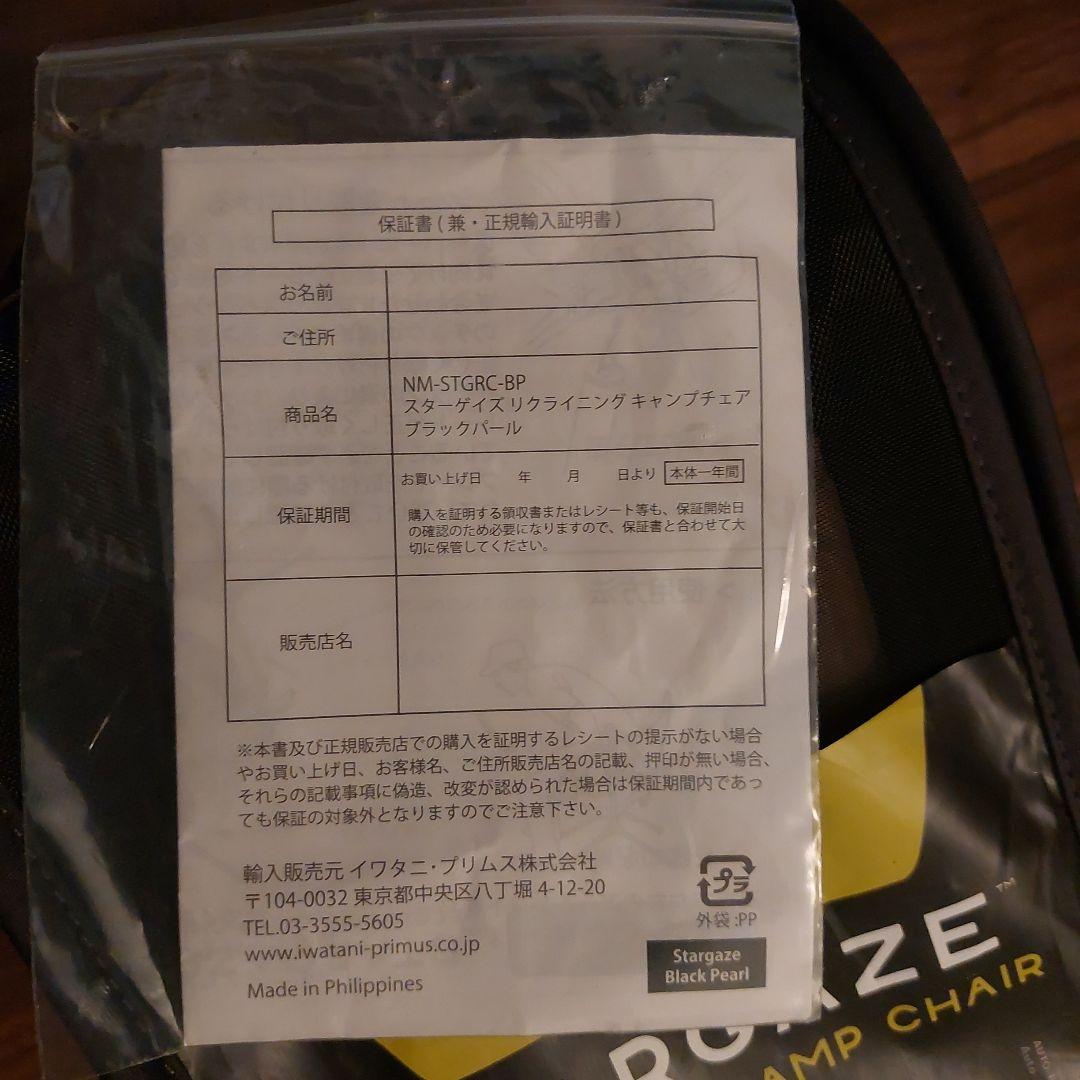 保証書 ( 兼・正規輸入証明書 )
お名前
ご住所
商品名
NM-STGRC-BP
スターゲイズ リクライニング キャンプチェア
ブラックパール
保証期間
お買い上げ日 年 月 日より 本体一年間
購入を証明する領収書またはレシート等も、保証開始日
の確認のため必要になりますので、保証書と合わせて大
切に保管してください。
販売店名
※本書及び正規販売店での購入を証明するレシートの提示がない場合
やお買い上げ日、お客様名、ご住所販売店名の記載、押印が無い場合、
それらの記載事項に偽造、改変が認められた場合は保証期間内であっ
ても保証の対象外となりますのでご注意下さい。
輸入販売元 イワタニ・プリムス株式会社
〒104-0032 東京都中央区八丁堀 4-12-20
TEL.03-3555-5605
www.iwatani-primus.co.jp
Made in Philippines
プラ
外袋 :PP
Stargaze
Black Pearl
RGAZE™
AMP CHAIR